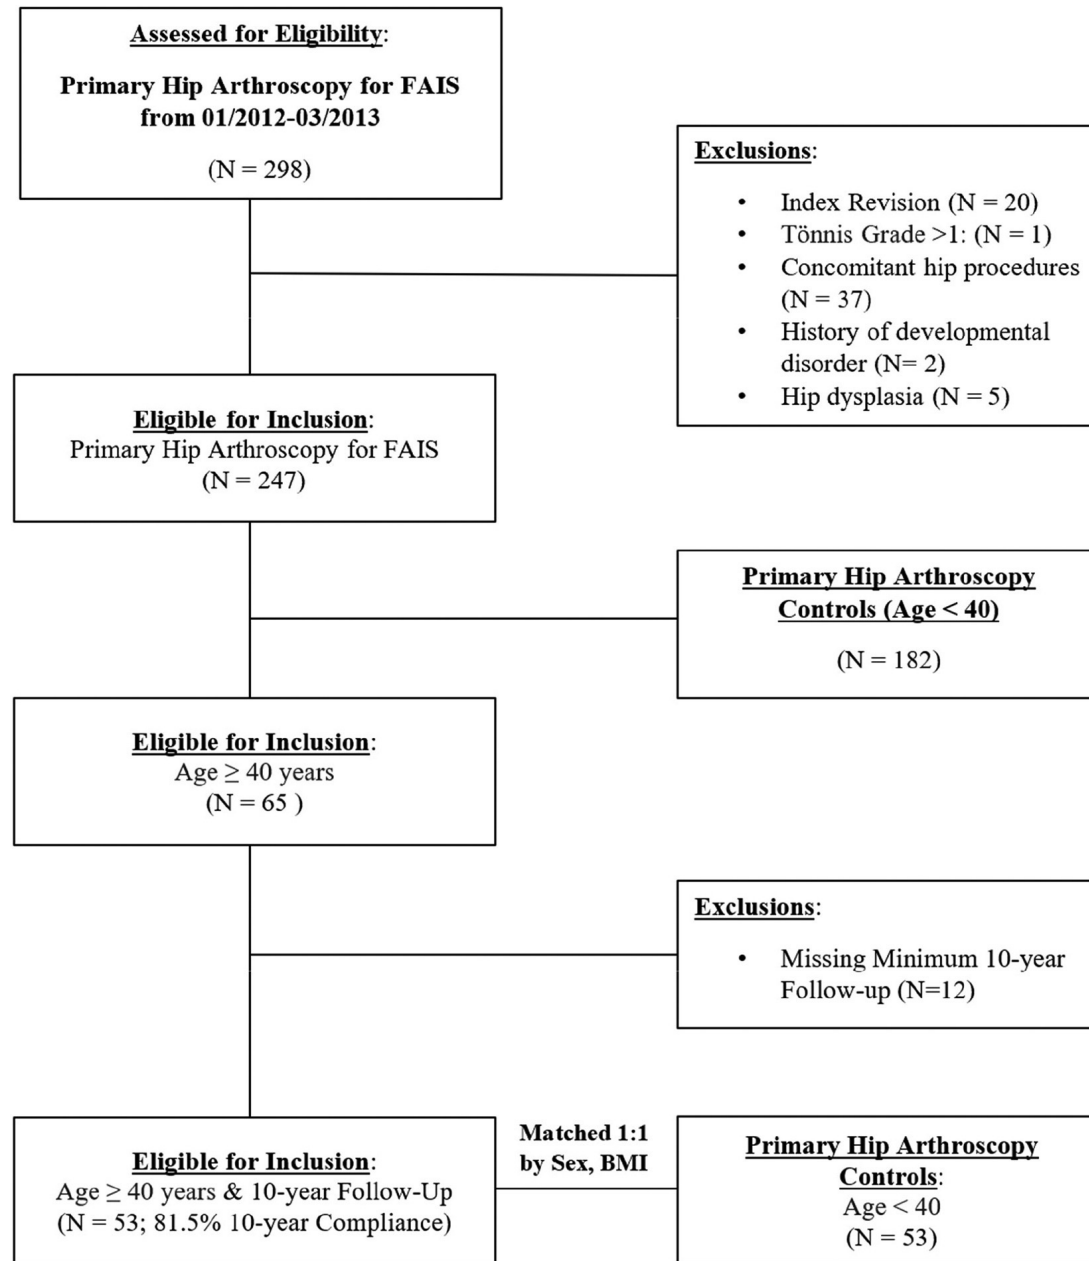 Assessed for Eligibility:
Primary Hip Arthroscopy for FAIS
from 01/2012-03/2013
(N = 298)
Exclusions:
• Index Revision (N = 20)
• Tönnis Grade >1: (N = 1)
• Concomitant hip procedures
(N = 37)
• History of developmental
disorder (N= 2)
• Hip dysplasia (N = 5)
Eligible for Inclusion:
Primary Hip Arthroscopy for FAIS
(N = 247)
Primary Hip Arthroscopy
Controls (Age < 40)
(N = 182)
Eligible for Inclusion:
Age ≥ 40 years
(N = 65 )
Exclusions:
• Missing Minimum 10-year
Follow-up (N=12)
Eligible for Inclusion:
Age ≥ 40 years & 10-year Follow-Up
(N = 53; 81.5% 10-year Compliance)
Matched 1:1
by Sex, BMI
Primary Hip Arthroscopy
Controls:
Age < 40
(N = 53)